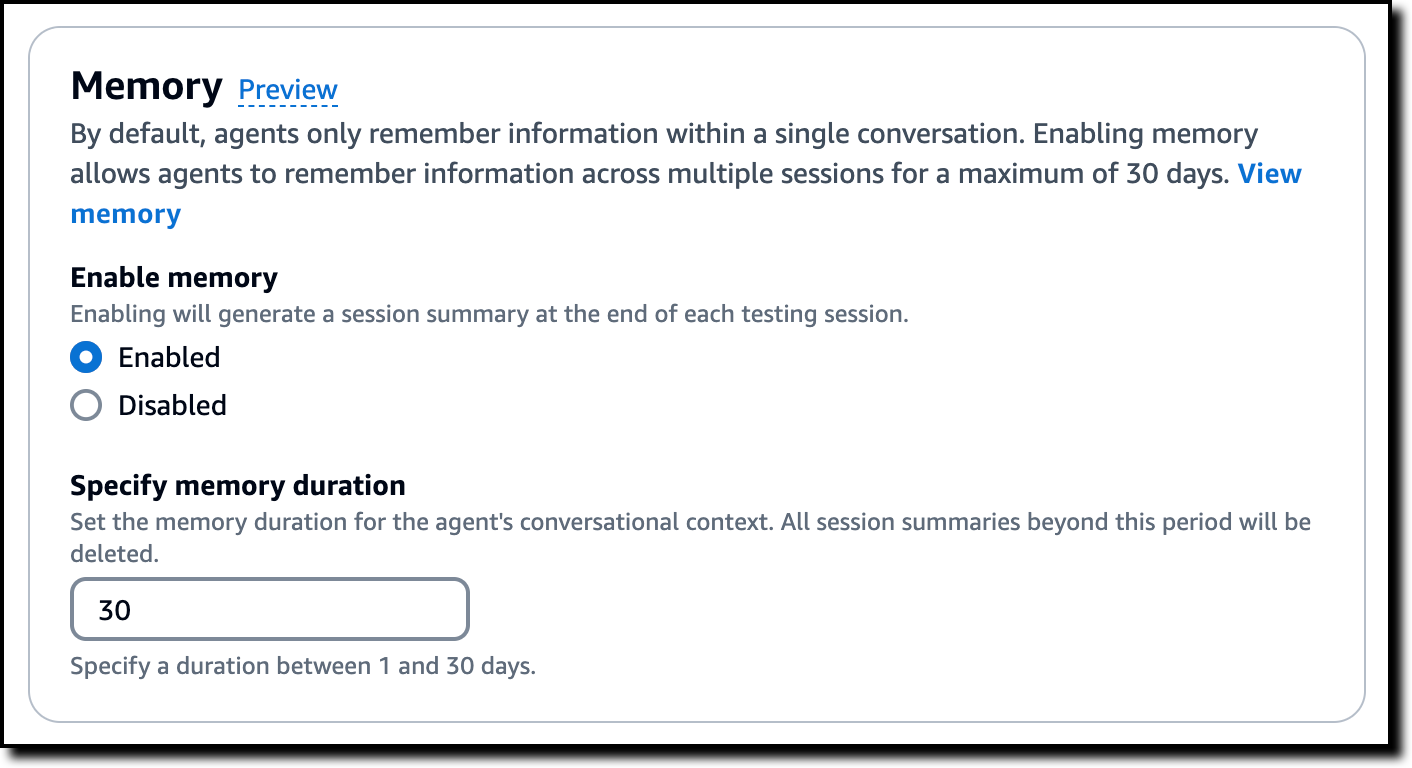 Memory Preview
By default, agents only remember information within a single conversation. Enabling memory
allows agents to remember information across multiple sessions for a maximum of 30 days. View
memory
Enable memory
Enabling will generate a session summary at the end of each testing session.
Enabled
Disabled
Specify memory duration
Set the memory duration for the agent's conversational context. All session summaries beyond this period will be
deleted.
30
Specify a duration between 1 and 30 days.